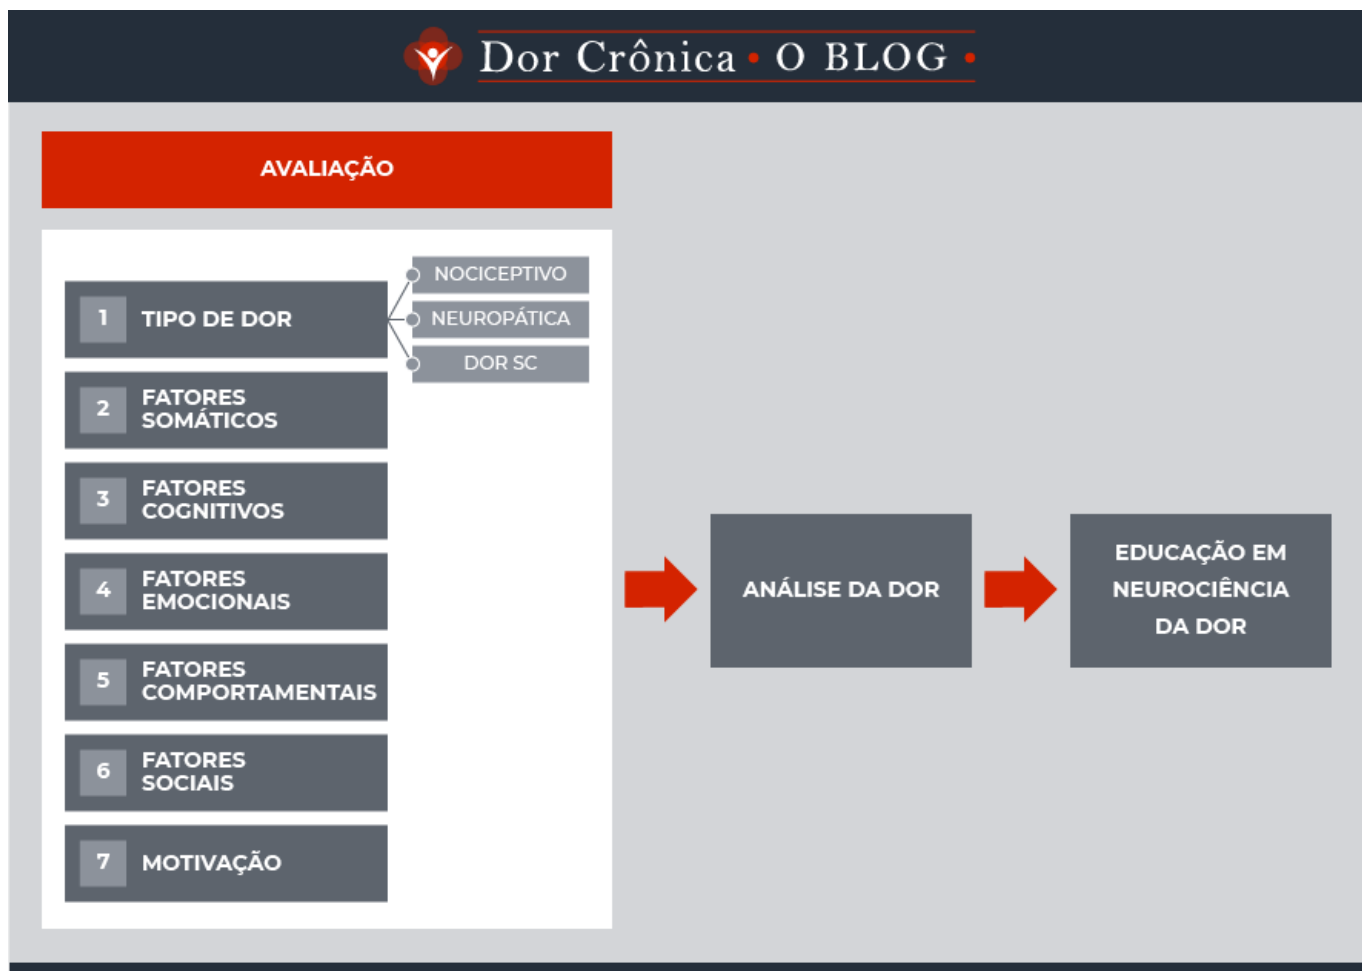 Dor Crônica • O BLOG •
AVALIAÇÃO
1 TIPO DE DOR
NOCICEPTIVO
NEUROPÁTICA
DOR SC
2 FATORES
SOMÁTICOS
3 FATORES
COGNITIVOS
4 FATORES
EMOCIONAIS
5 FATORES
COMPORTAMENTAIS
6 FATORES
SOCIAIS
7 MOTIVAÇÃO
ANÁLISE DA DOR
EDUCAÇÃO EM
NEUROCIÊNCIA
DA DOR